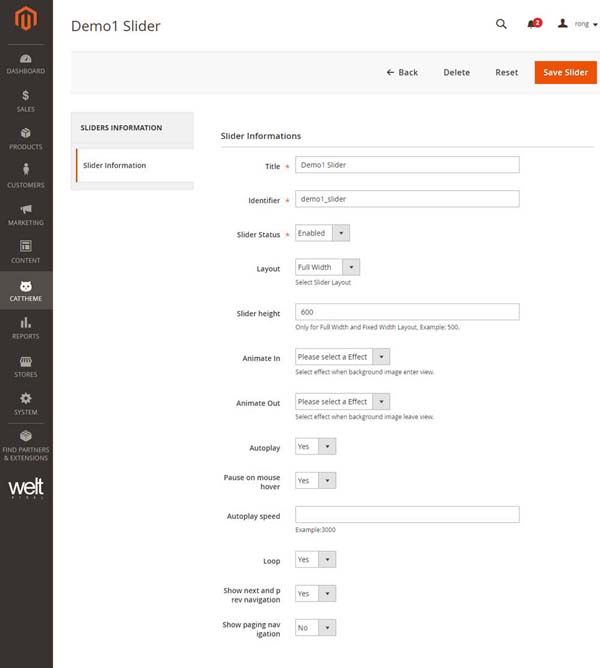 Demo1 Slider
2
rong
Back
Delete
Reset
Save Slider
DASHBOARD
SALES
PRODUCTS
CUSTOMERS
MARKETING
CONTENT
CATTHEME
REPORTS
STORES
SYSTEM
FIND PARTNERS
& EXTENSIONS
welt
PIXEL
SLIDERS INFORMATION
Slider Information
Slider Informations
Title * Demo1 Slider
Identifier * demo1_slider
Slider Status * Enabled
Layout Full Width
Select Slider Layout
Slider height 600
Only for Full Width and Fixed Width Layout, Example: 500.
Animate In Please select a Effect
Select effect when background image enter view.
Animate Out Please select a Effect
Select effect when background image leave view.
Autoplay Yes
Pause on mouse
hover Yes
Autoplay speed
Example:3000
Loop Yes
Show next and p
rev navigation Yes
Show paging nav
igation No